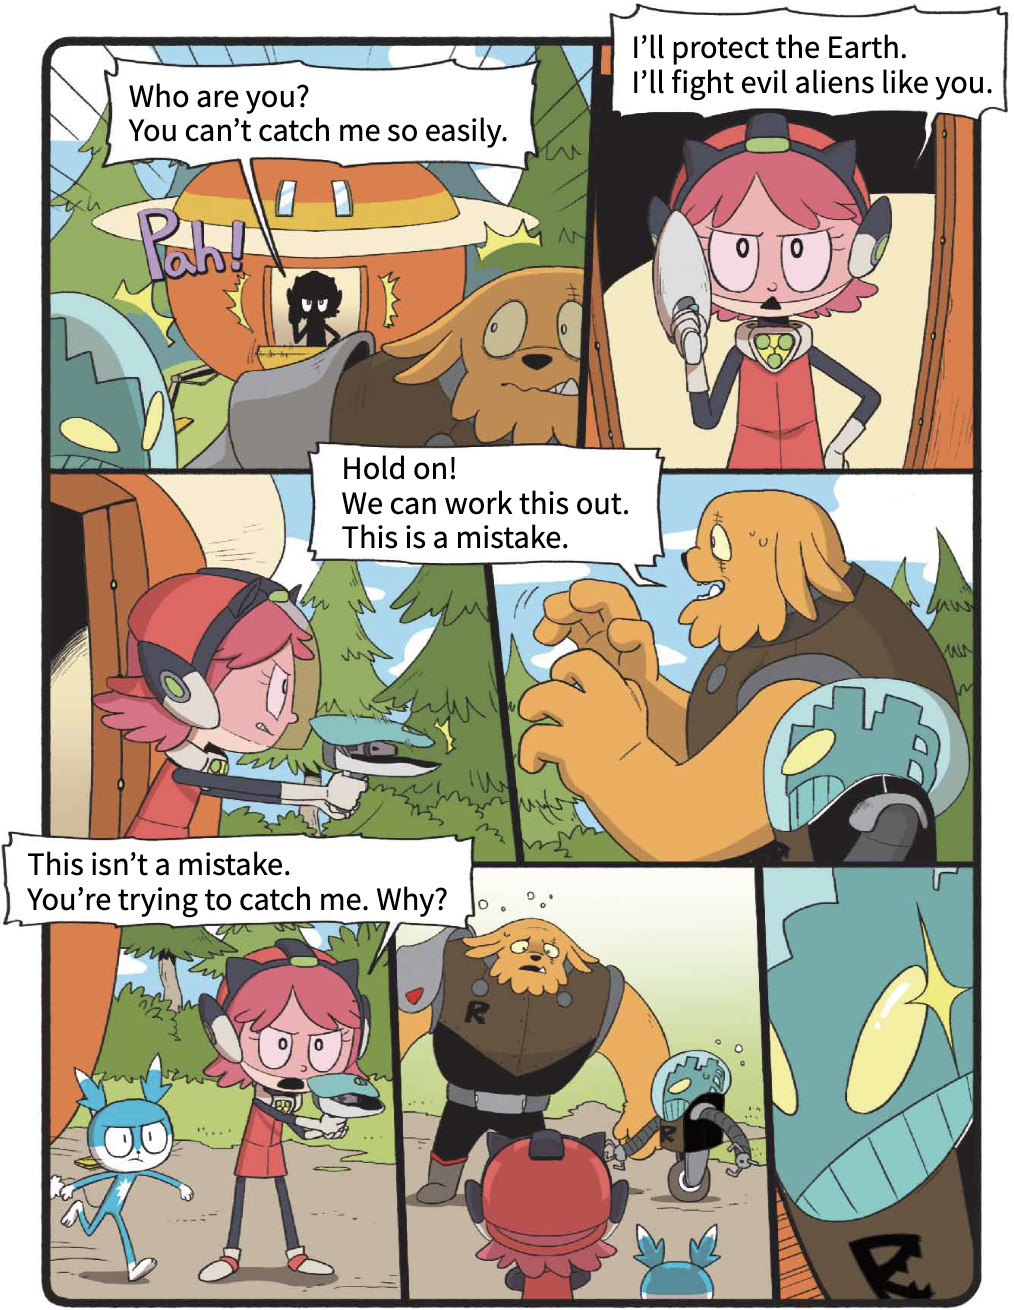 Who are you?
You can't catch me so easily.
I'll protect the Earth.
I'll fight evil aliens like you.
Pah!
Hold on!
We can work this out.
This is a mistake.
This isn't a mistake.
You're trying to catch me. Why?
R
R
R